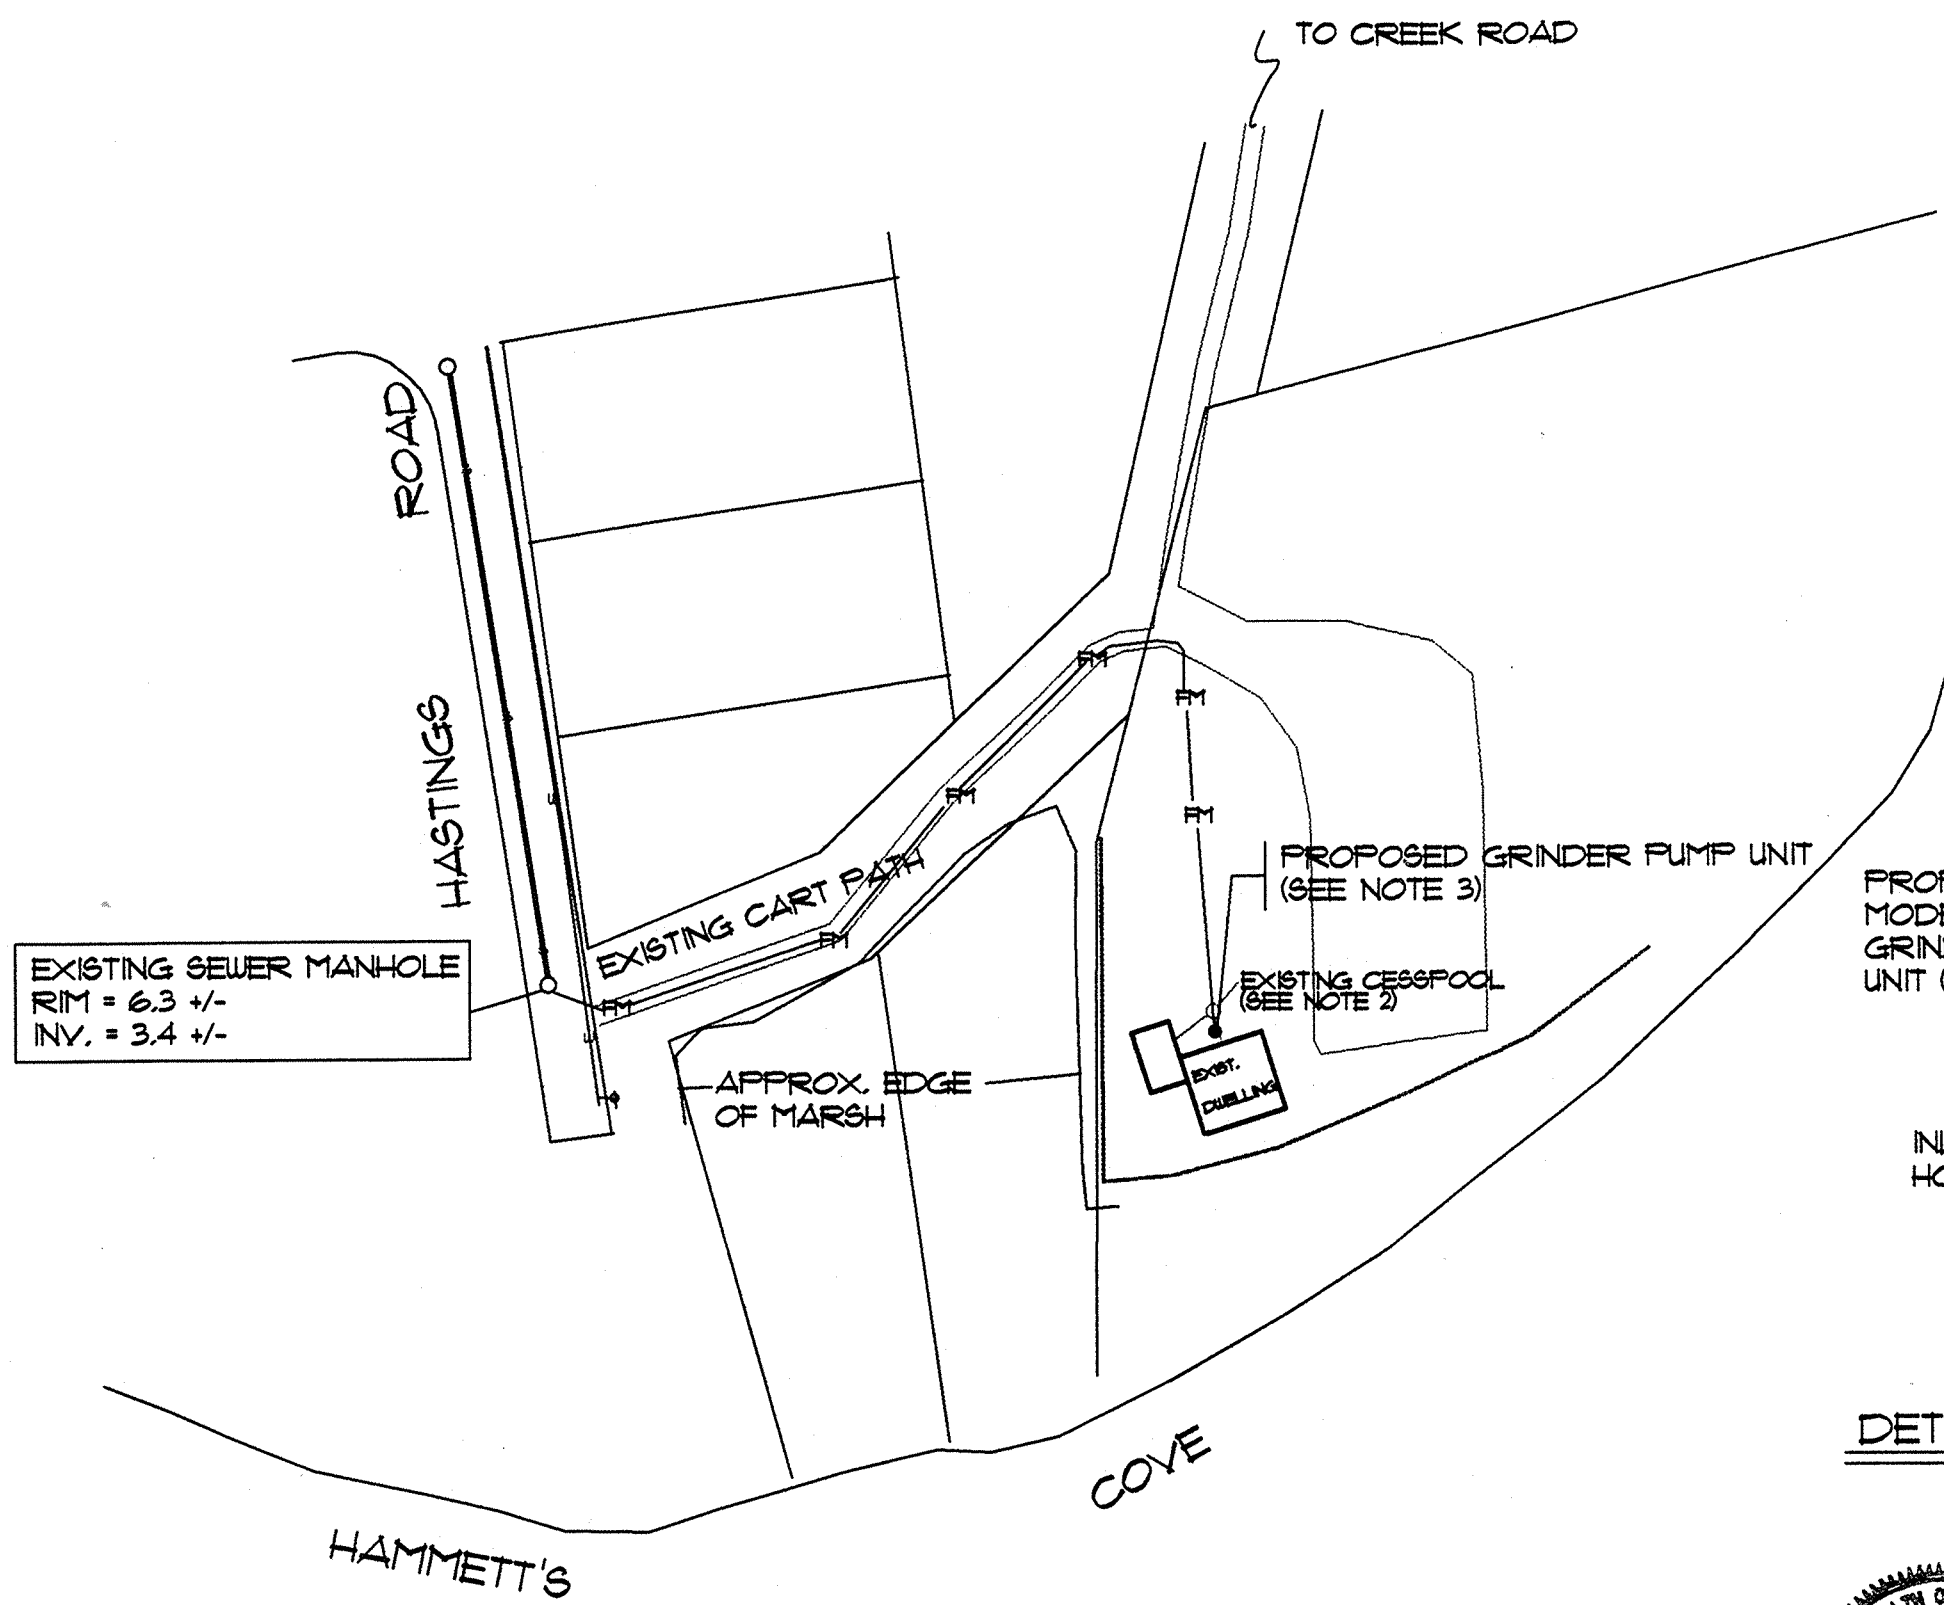 TO CREEK ROAD
HASTINGS ROAD
FM
FM
FM
FM
PROPOSED GRINDER PUMP UNIT
(SEE NOTE 3)
EXISTING CART PATH
FM
EXISTING SEWER MANHOLE
RIM = 6.3 +/-
INV. = 3.4 +/-
FM
EXISTING CESSPOOL
(SEE NOTE 2)
EXIST.
DWELLING
APPROX. EDGE
OF MARSH
UNIT (
HAMMETT'S COVE